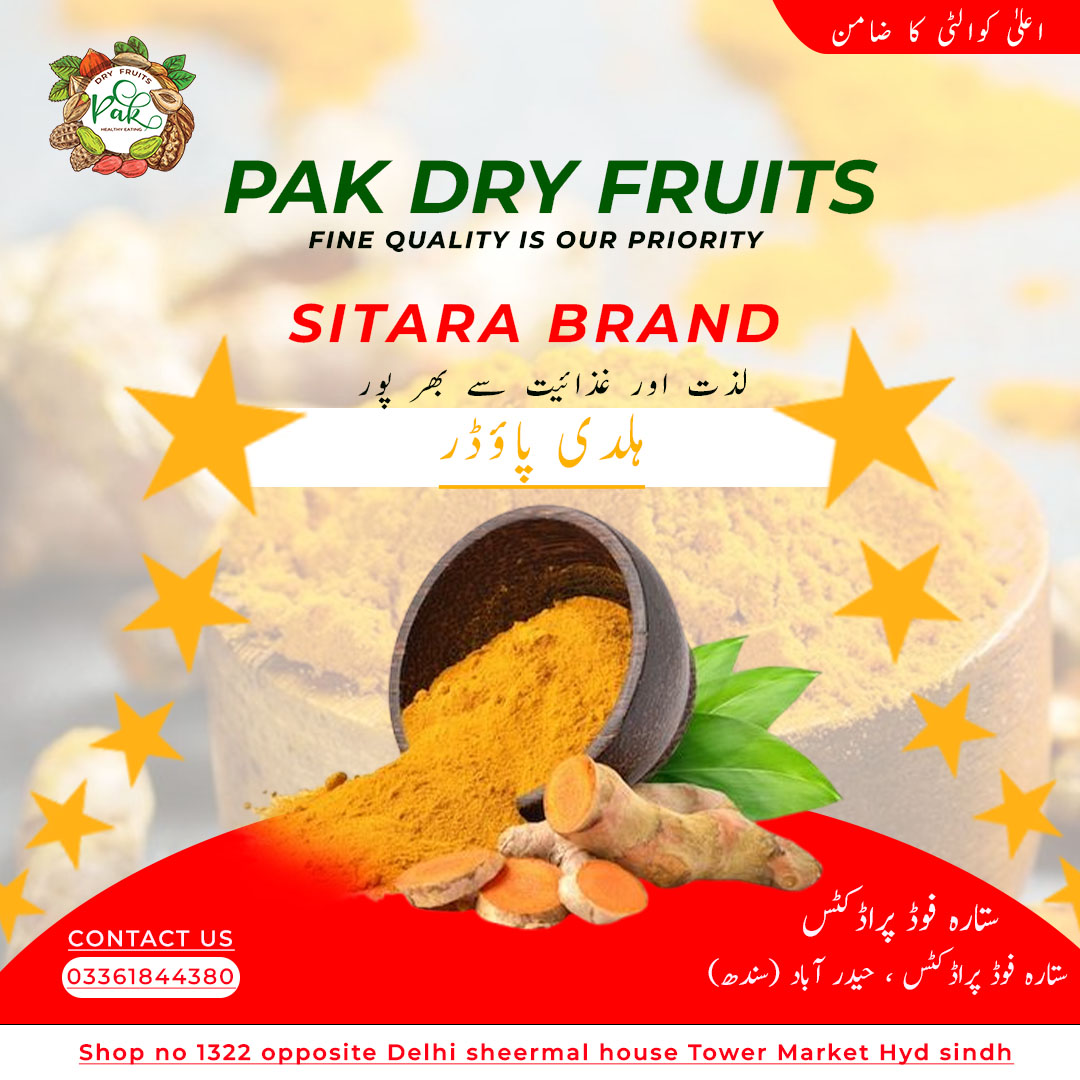 اعلیٰ کوالٹی کا ضامن
DRY FRUITS
Pak
HEALTHY EATING
PAK DRY FRUITS
FINE QUALITY IS OUR PRIORITY
SITARA BRAND
لذت اور غذائیت سے بھر پور
ہلدی پاؤڈر
CONTACT US
03361844380
ستارہ فوڈ پراڈکٹس
ستارہ فوڈ پراڈکٹس ، حیدر آباد (سندھ)
Shop no 1322 opposite Delhi sheermal house Tower Market Hyd sindh